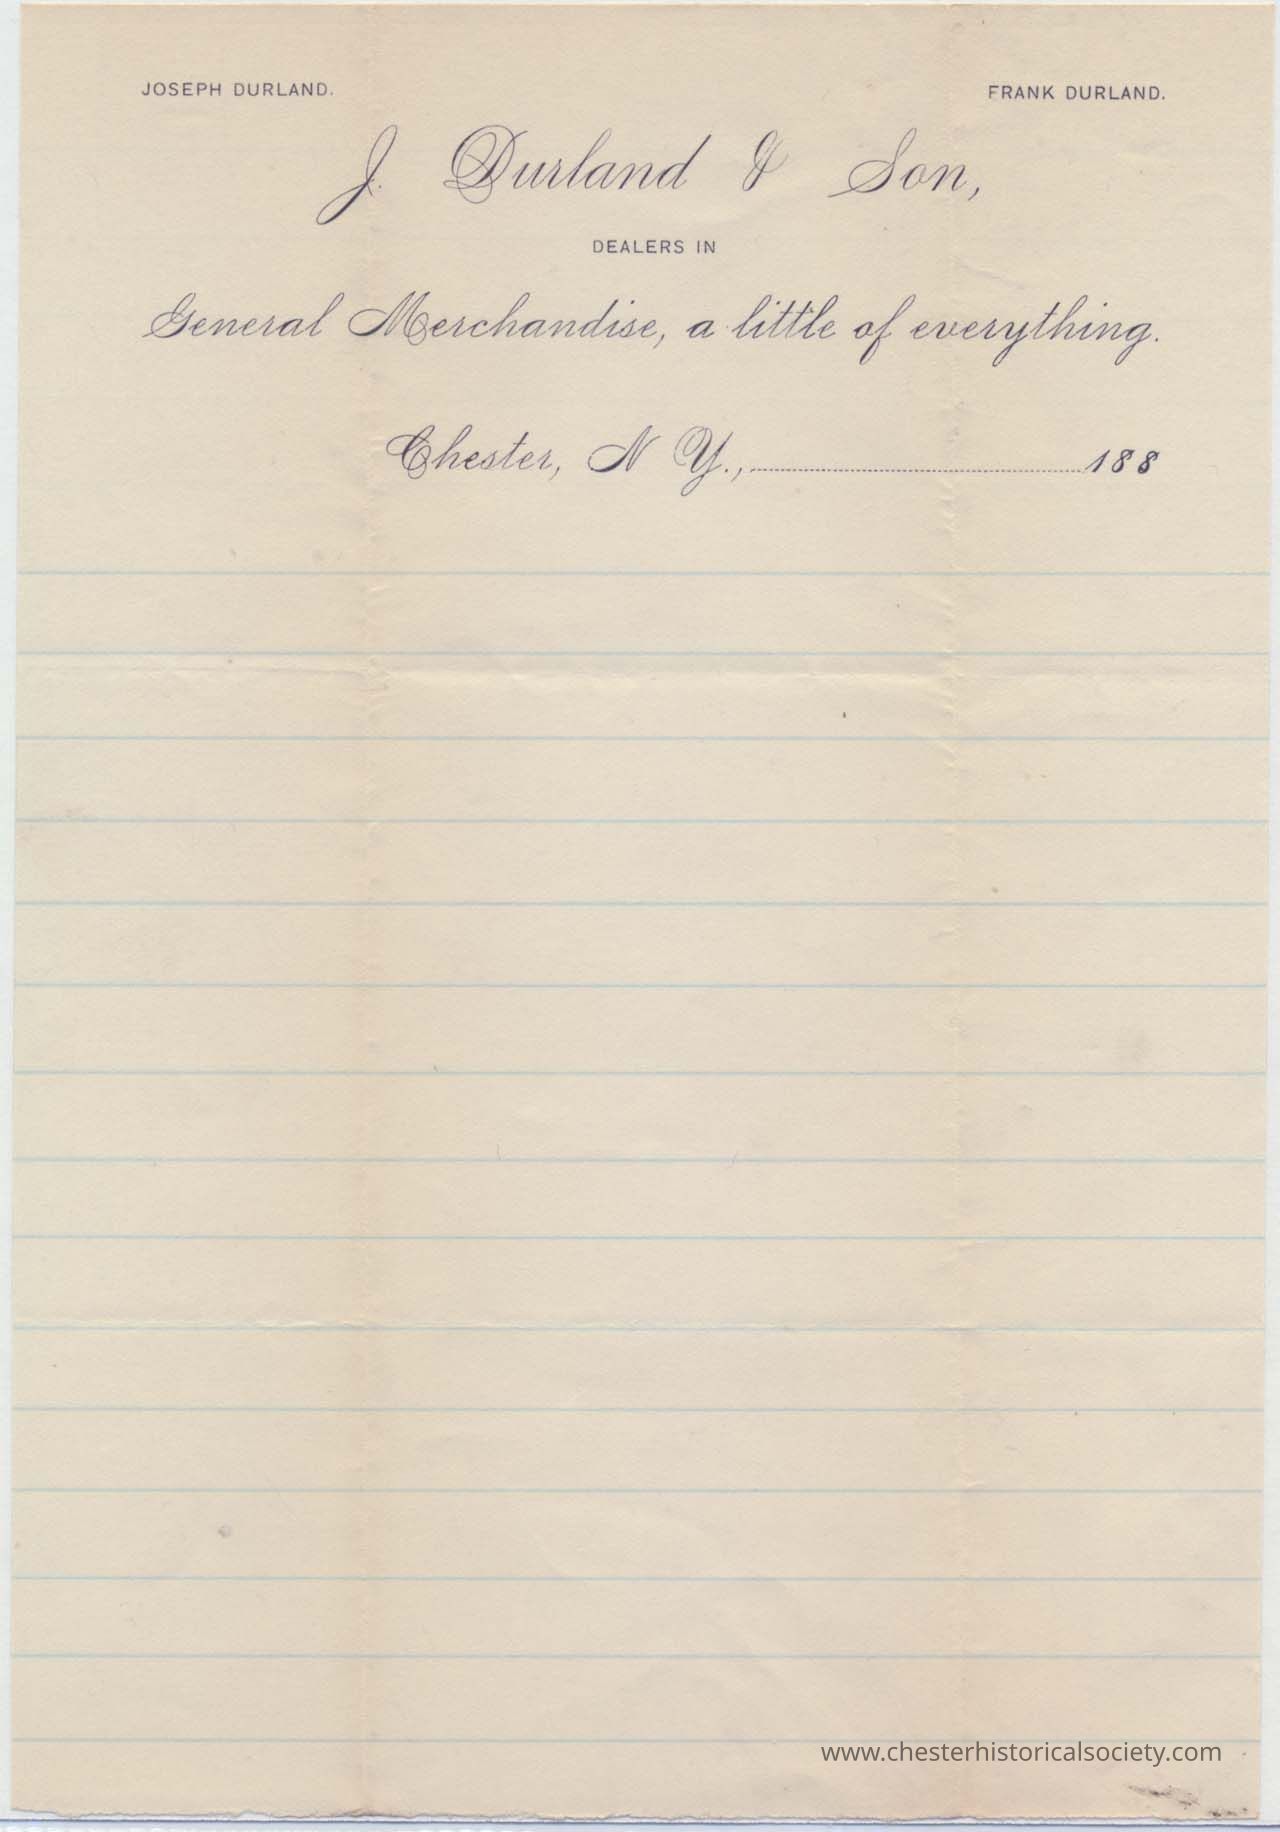 JOSEPH DURLAND. FRANK DURLAND.
J. Durland & Son,
DEALERS IN
General Merchandise, a little of everything.
Chester, N Y., 188
www.chesterhistoricalsociety.com